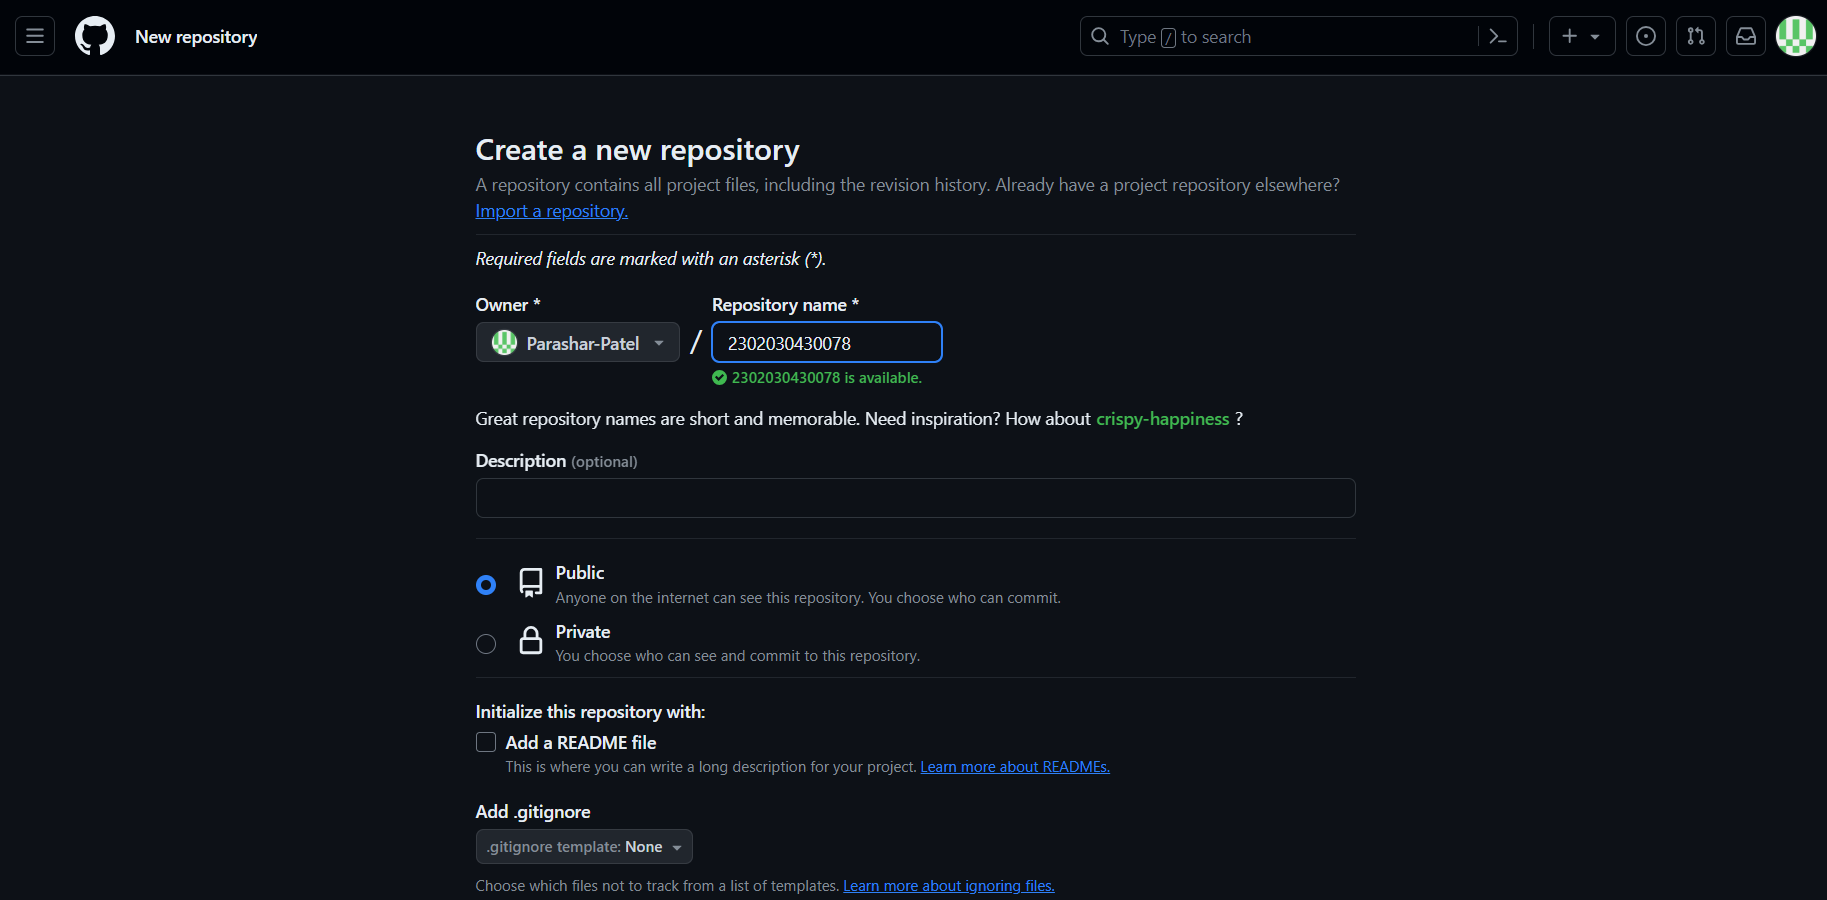 New repository
Type / to search
Create a new repository
A repository contains all project files, including the revision history. Already have a project repository elsewhere?
Import a repository.
Required fields are marked with an asterisk (*).
Owner *
Repository name *
Parashar-Patel
/
2302030430078
2302030430078 is available.
Great repository names are short and memorable. Need inspiration? How about crispy-happiness ?
Description (optional)
Public
Anyone on the internet can see this repository. You choose who can commit.
Private
You choose who can see and commit to this repository.
Initialize this repository with:
Add a README file
This is where you can write a long description for your project. Learn more about READMEs.
Add .gitignore
.gitignore template: None
Choose which files not to track from a list of templates. Learn more about ignoring files.